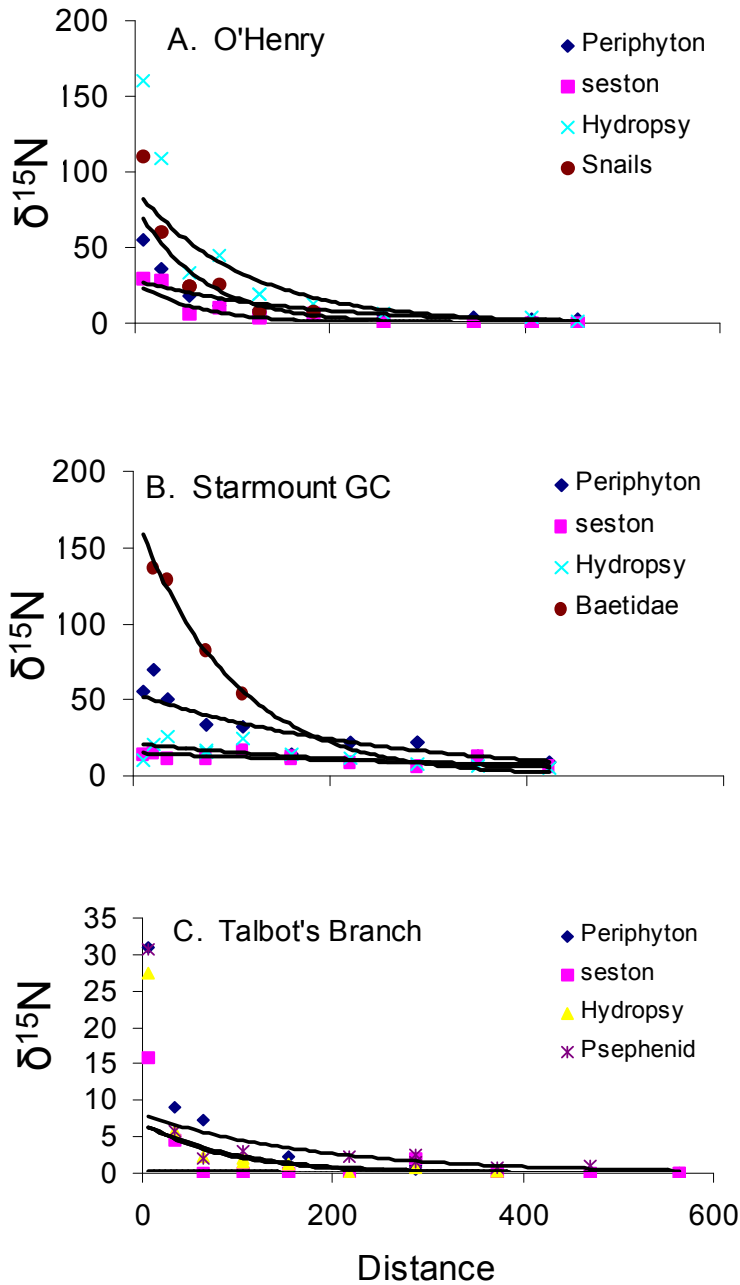 A. O'Henry
200
150
100
50
0
δ¹⁵N
Periphyton
seston
Hydropsy
Snails
B. Starmount GC
200
150
100
50
0
δ¹⁵N
Periphyton
seston
Hydropsy
Baetidae
C. Talbot's Branch
35
30
25
20
15
10
5
0
δ¹⁵N
Periphyton
seston
Hydropsy
Psephenid
0 200 400 600
Distance